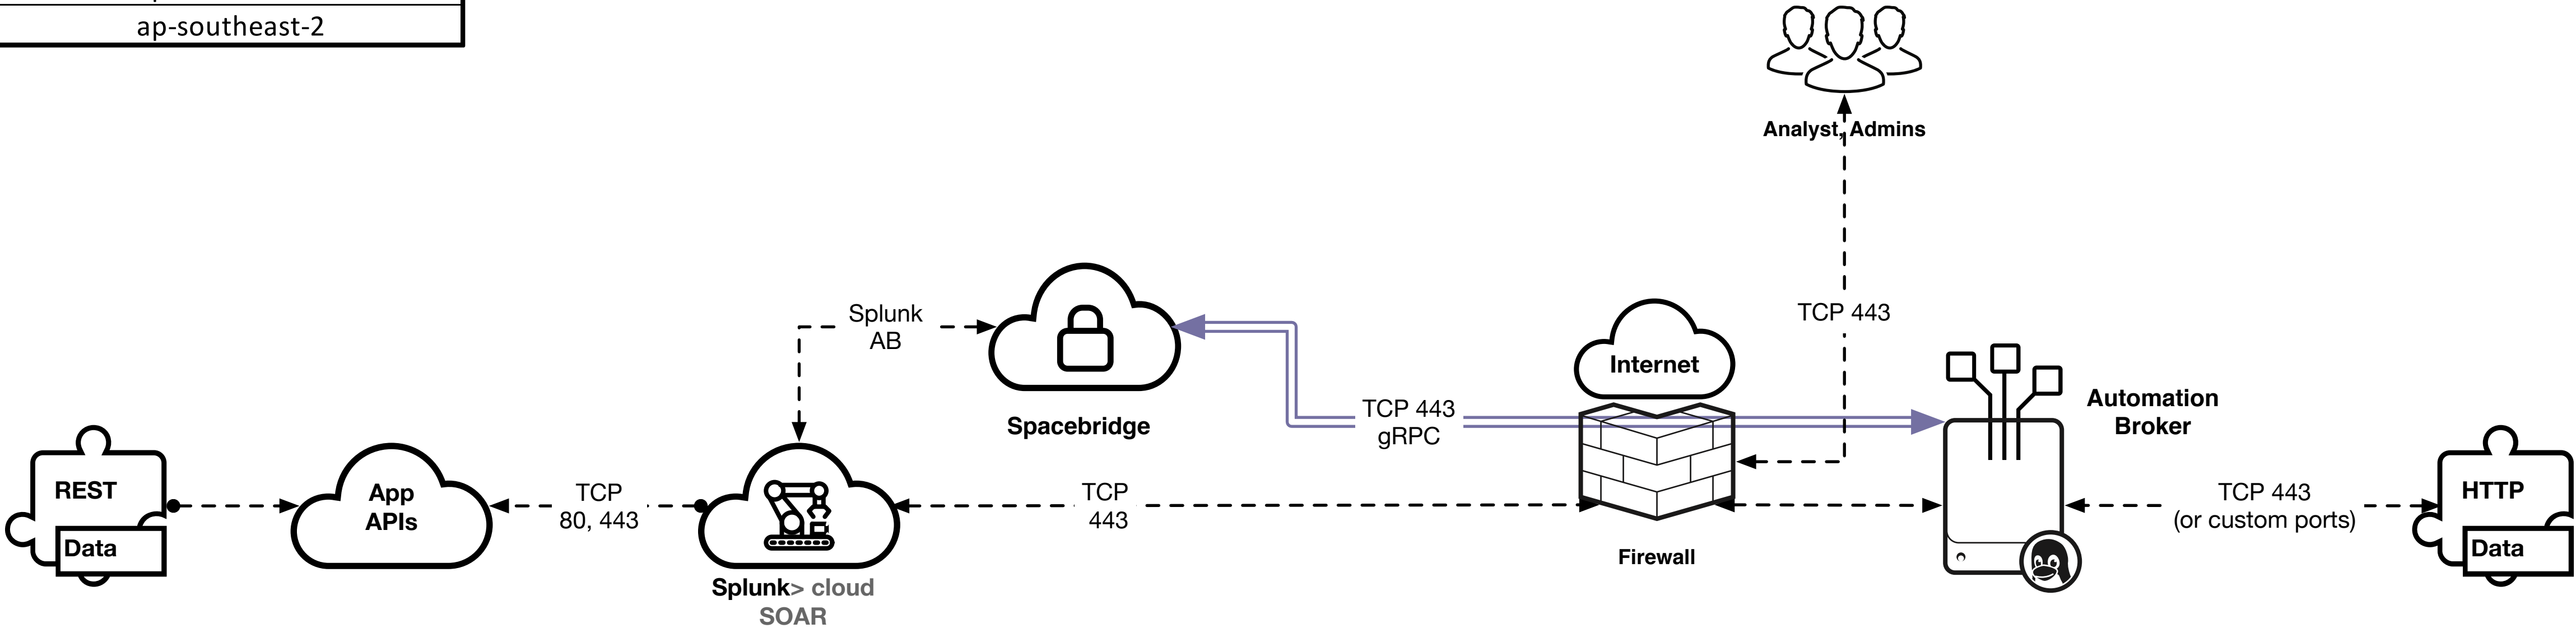 ap-southeast-2
Analyst, Admins
TCP 443
Splunk
AB
Internet
Spacebridge
TCP 443
gRPC
Automation
Broker
REST
Data
App
APIs
TCP
80, 443
TCP
443
Firewall
TCP 443
(or custom ports)
HTTP
Data
Splunk> cloud
SOAR